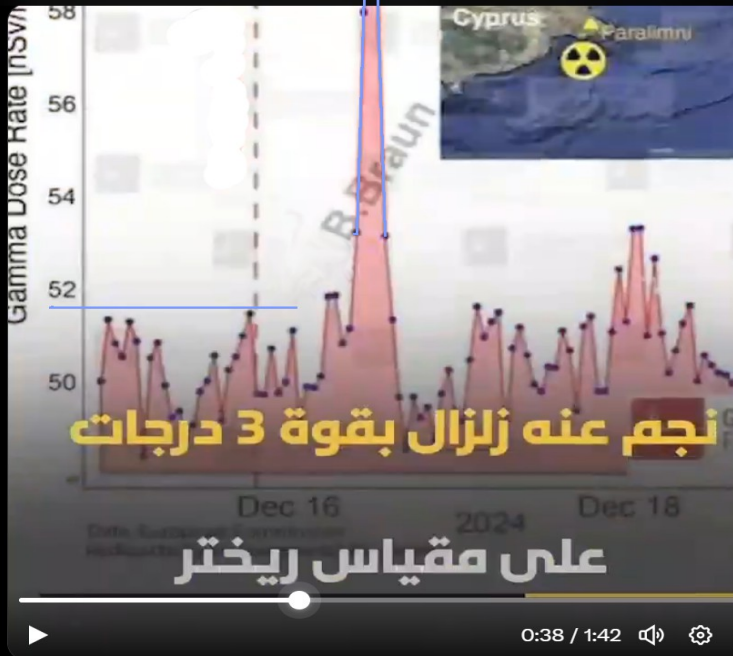 58
Cyprus
Paralimni
56
54
52
50
Gamma Dose Rate [nSv/
B.Braun
نجم عنه زلزال بقوة 3 درجات
Dec 16
Dec 18
2024
على مقياس ريختر
0:38 / 1:42